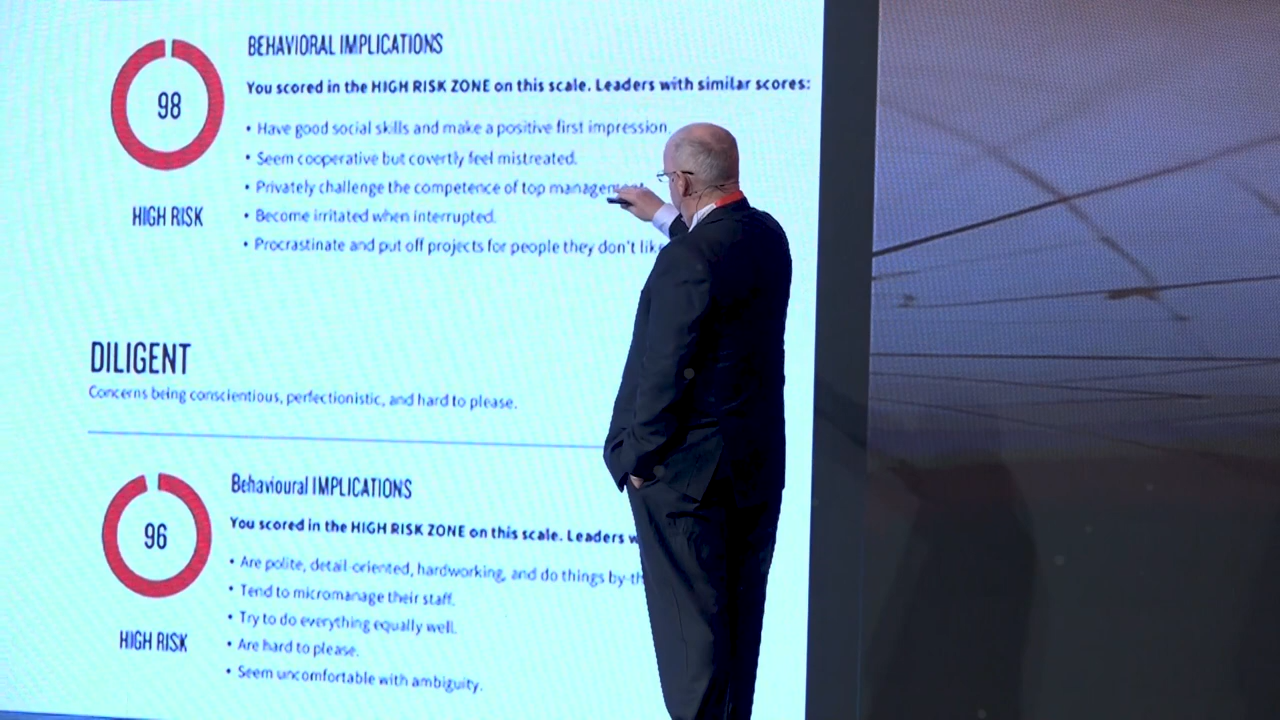 98
HIGH RISK
BEHAVIORAL IMPLICATIONS
You scored in the HIGH RISK ZONE on this scale. Leaders with similar scores:
• Have good social skills and make a positive first impression.
• Seem cooperative but covertly feel mistreated.
• Privately challenge the competence of top
• Become irritated when interrupted.
• Procrastinate and put off projects for people they don't
DILIGENT
Concerns being conscientious, perfectionistic, and hard to please.
96
HIGH RISK
Behavioural IMPLICATIONS
You scored in the HIGH RISK ZONE on this scale. Leaders
• Are polite, detail-oriented, hardworking, and do things
• Tend to micromanage their staff.
• Try to do everything equally well.
• Are hard to please.
• Seem uncomfortable with ambiguity.